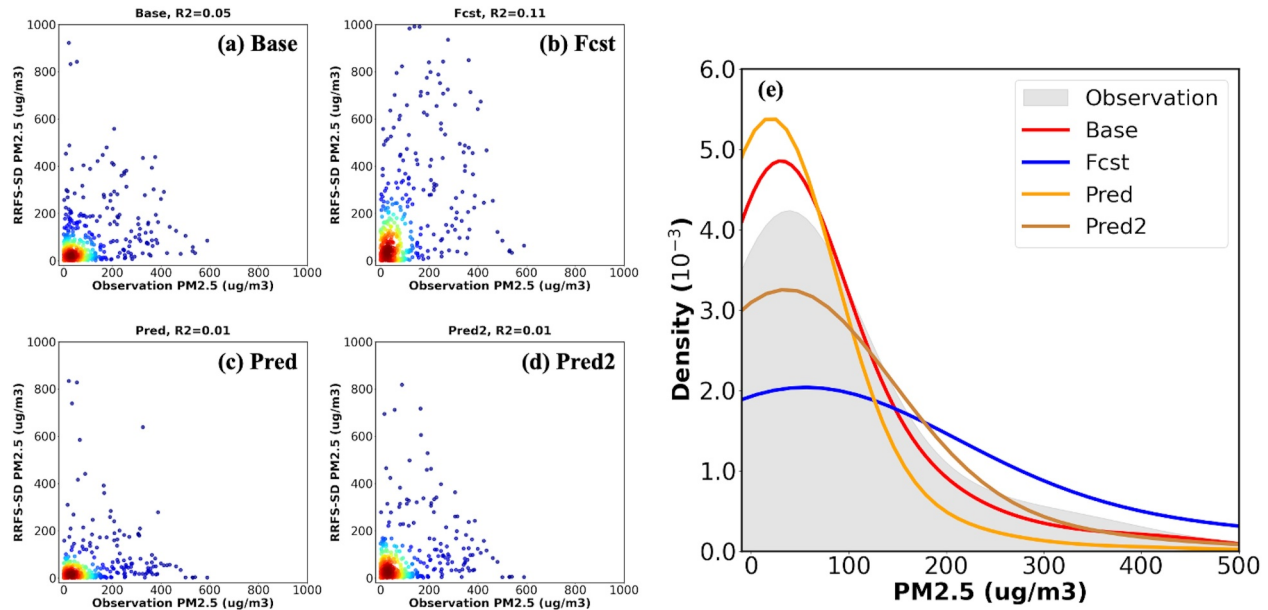 Base, R2=0.05
(a) Base
RRFS-SD PM2.5 (ug/m3)
1000
800
600
400
200
0
0 200 400 600 800 1000
Observation PM2.5 (ug/m3)
Fcst, R2=0.11
(b) Fcst
RRFS-SD PM2.5 (ug/m3)
1000
800
600
400
200
0
0 200 400 600 800 1000
Observation PM2.5 (ug/m3)
Pred, R2=0.01
(c) Pred
RRFS-SD PM2.5 (ug/m3)
1000
800
600
400
200
0
0 200 400 600 800 1000
Observation PM2.5 (ug/m3)
Pred2, R2=0.01
(d) Pred2
RRFS-SD PM2.5 (ug/m3)
1000
800
600
400
200
0
0 200 400 600 800 1000
Observation PM2.5 (ug/m3)
(e)
Observation
Base
Fcst
Pred
Pred2
Density (10⁻³)
6.0
5.0
4.0
3.0
2.0
1.0
0.0
0 100 200 300 400 500
PM2.5 (ug/m3)